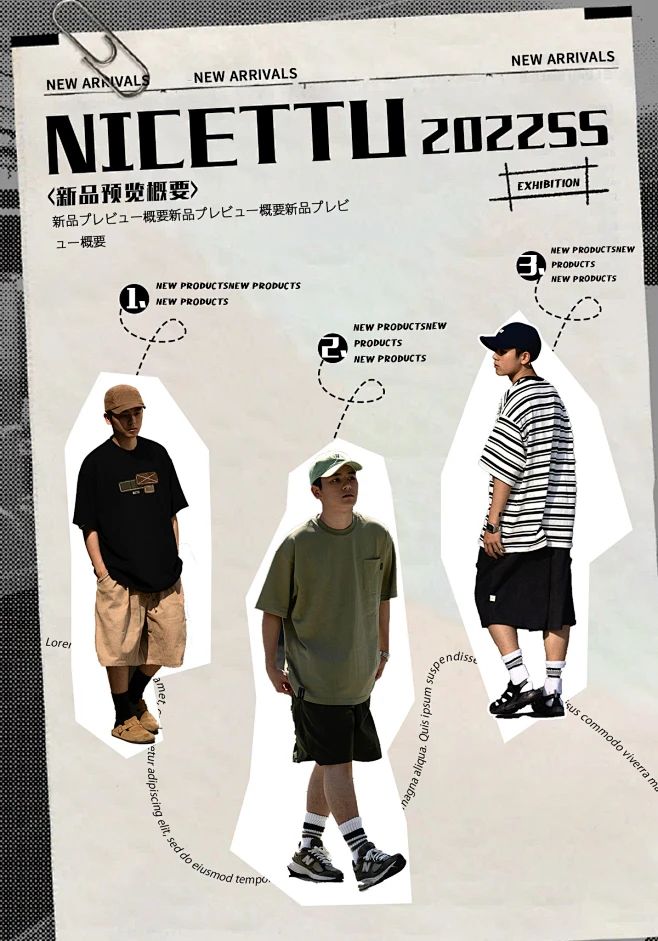 NEW ARRIVALS NEW ARRIVALS NEW ARRIVALS
NICETTU 2022SS
〈新品预览概要〉
EXHIBITION
新品プレビュー概要新品プレビュー概要新品プレビ
ュー概要
1.
NEW PRODUCTSNEW PRODUCTS
NEW PRODUCTS
2.
NEW PRODUCTSNEW
PRODUCTS
NEW PRODUCTS
3.
NEW PRODUCTSNEW
PRODUCTS
NEW PRODUCTS
Lorem
amet, c
etur adipiscing elit, sed do eiusmod tempo
magna aliqua. Quis ipsum suspendisse
isus commodo viverra ma